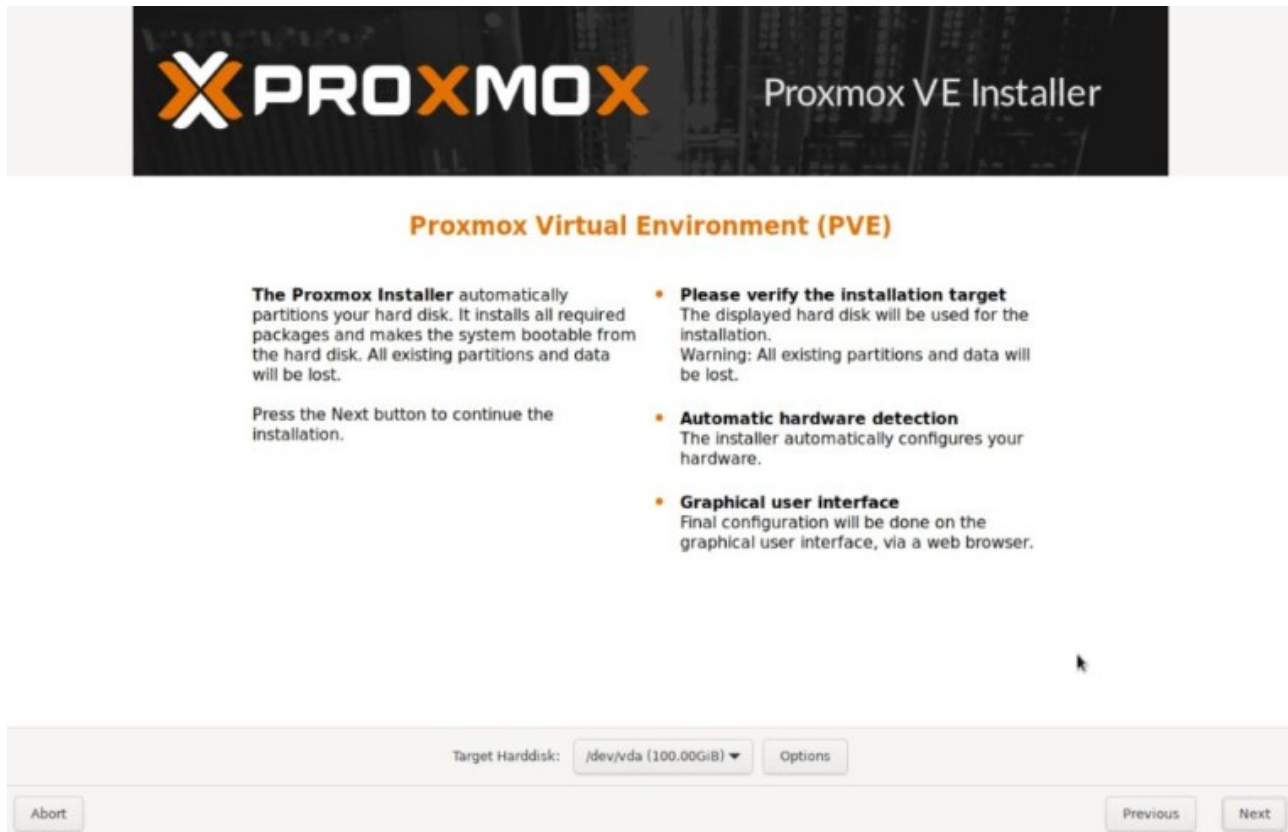 PROXMOX
Proxmox VE Installer
Proxmox Virtual Environment (PVE)
The Proxmox Installer automatically
partitions your hard disk. It installs all required
packages and makes the system bootable from
the hard disk. All existing partitions and data
will be lost.
Press the Next button to continue the
installation.
• Please verify the installation target
The displayed hard disk will be used for the
installation.
Warning: All existing partitions and data will
be lost.
• Automatic hardware detection
The installer automatically configures your
hardware.
• Graphical user interface
Final configuration will be done on the
graphical user interface, via a web browser.
Target Harddisk: /dev/vda (100.00GiB) Options
Abort Previous Next